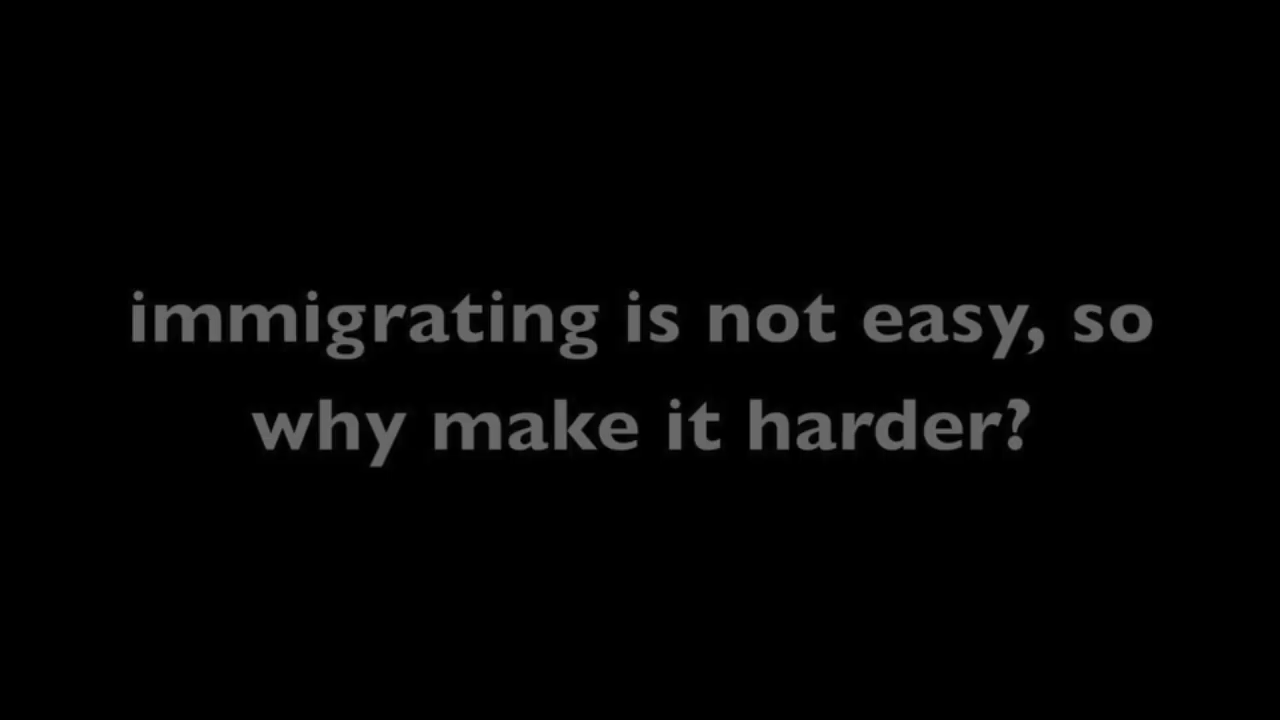 immigrating is not easy, so
why make it harder?